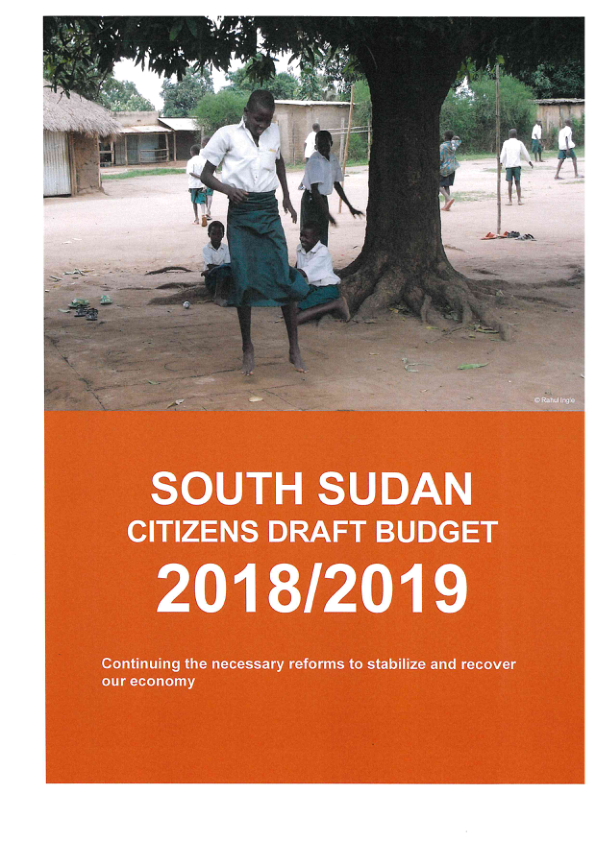 © Rahul Ingle
SOUTH SUDAN
CITIZENS DRAFT BUDGET
2018/2019
Continuing the necessary reforms to stabilize and recover
our economy